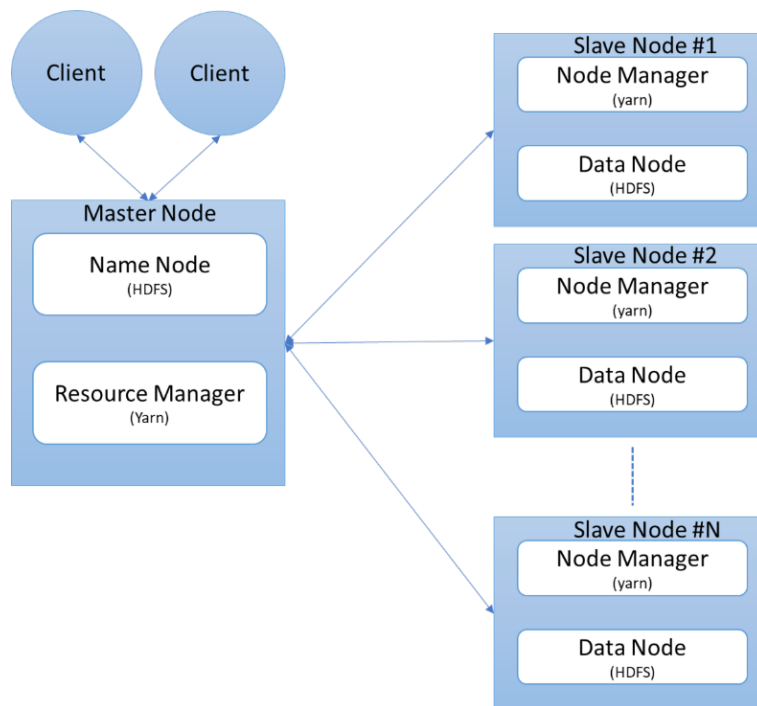 Client
Client
Master Node
Name Node
(HDFS)
Resource Manager
(Yarn)
Slave Node #1
Node Manager
(yarn)
Data Node
(HDFS)
Slave Node #2
Node Manager
(yarn)
Data Node
(HDFS)
Slave Node #N
Node Manager
(yarn)
Data Node
(HDFS)